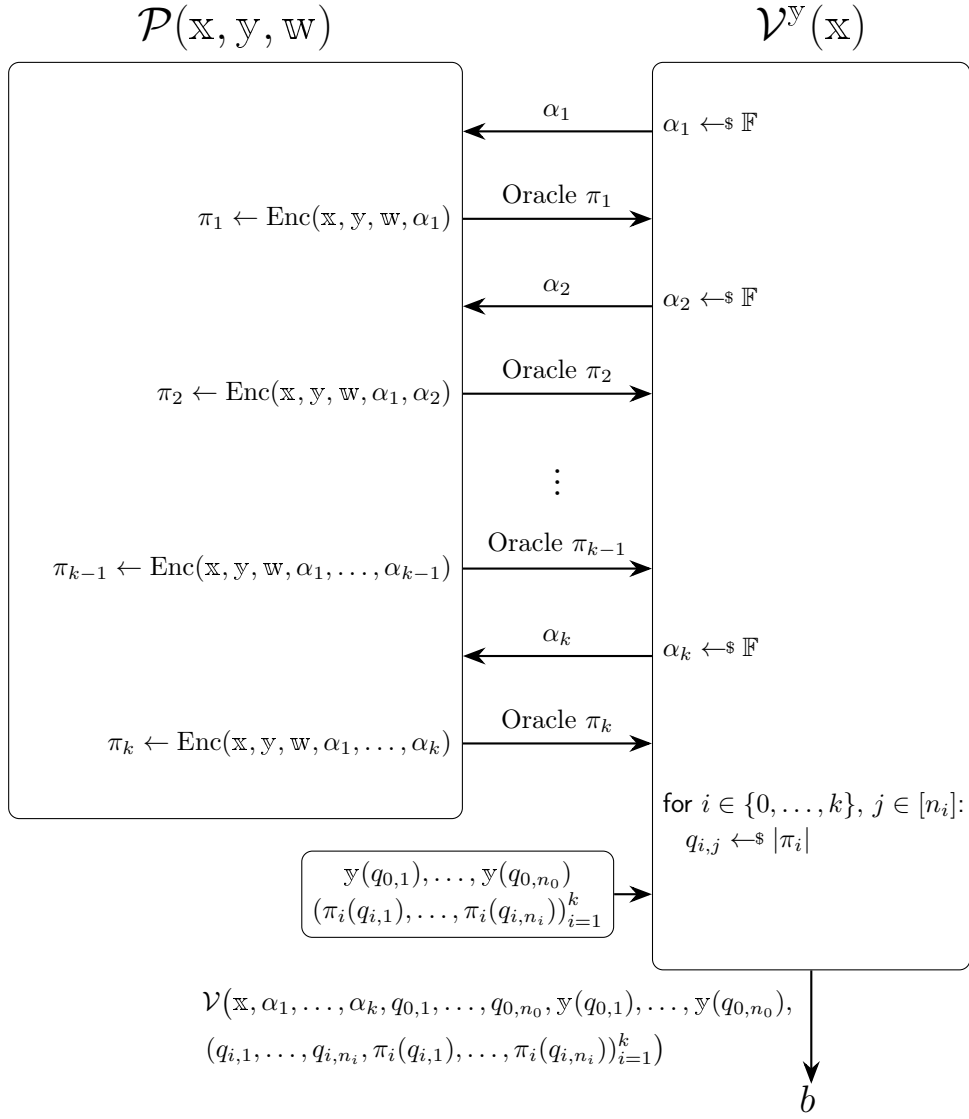 𝒫(𝕩, 𝕪, 𝕨)
𝒱^𝕪(𝕩)
α₁
α₁ ←$ 𝔽
π₁ ← Enc(𝕩, 𝕪, 𝕨, α₁)
Oracle π₁
α₂
α₂ ←$ 𝔽
π₂ ← Enc(𝕩, 𝕪, 𝕨, α₁, α₂)
Oracle π₂
⋮
π_{k−1} ← Enc(𝕩, 𝕪, 𝕨, α₁, . . . , α_{k−1})
Oracle π_{k−1}
α_k
α_k ←$ 𝔽
π_k ← Enc(𝕩, 𝕪, 𝕨, α₁, . . . , α_k)
Oracle π_k
for i ∈ {0, . . . , k}, j ∈ [n_i]:
q_{i,j} ←$ |π_i|
𝕪(q_{0,1}), . . . , 𝕪(q_{0,n_0})
(π_i(q_{i,1}), . . . , π_i(q_{i,n_i}))_{i=1}^k
𝒱(𝕩, α₁, . . . , α_k, q_{0,1}, . . . , q_{0,n_0}, 𝕪(q_{0,1}), . . . , 𝕪(q_{0,n_0}),
(q_{i,1}, . . . , q_{i,n_i}, π_i(q_{i,1}), . . . , π_i(q_{i,n_i}))_{i=1}^k)
b